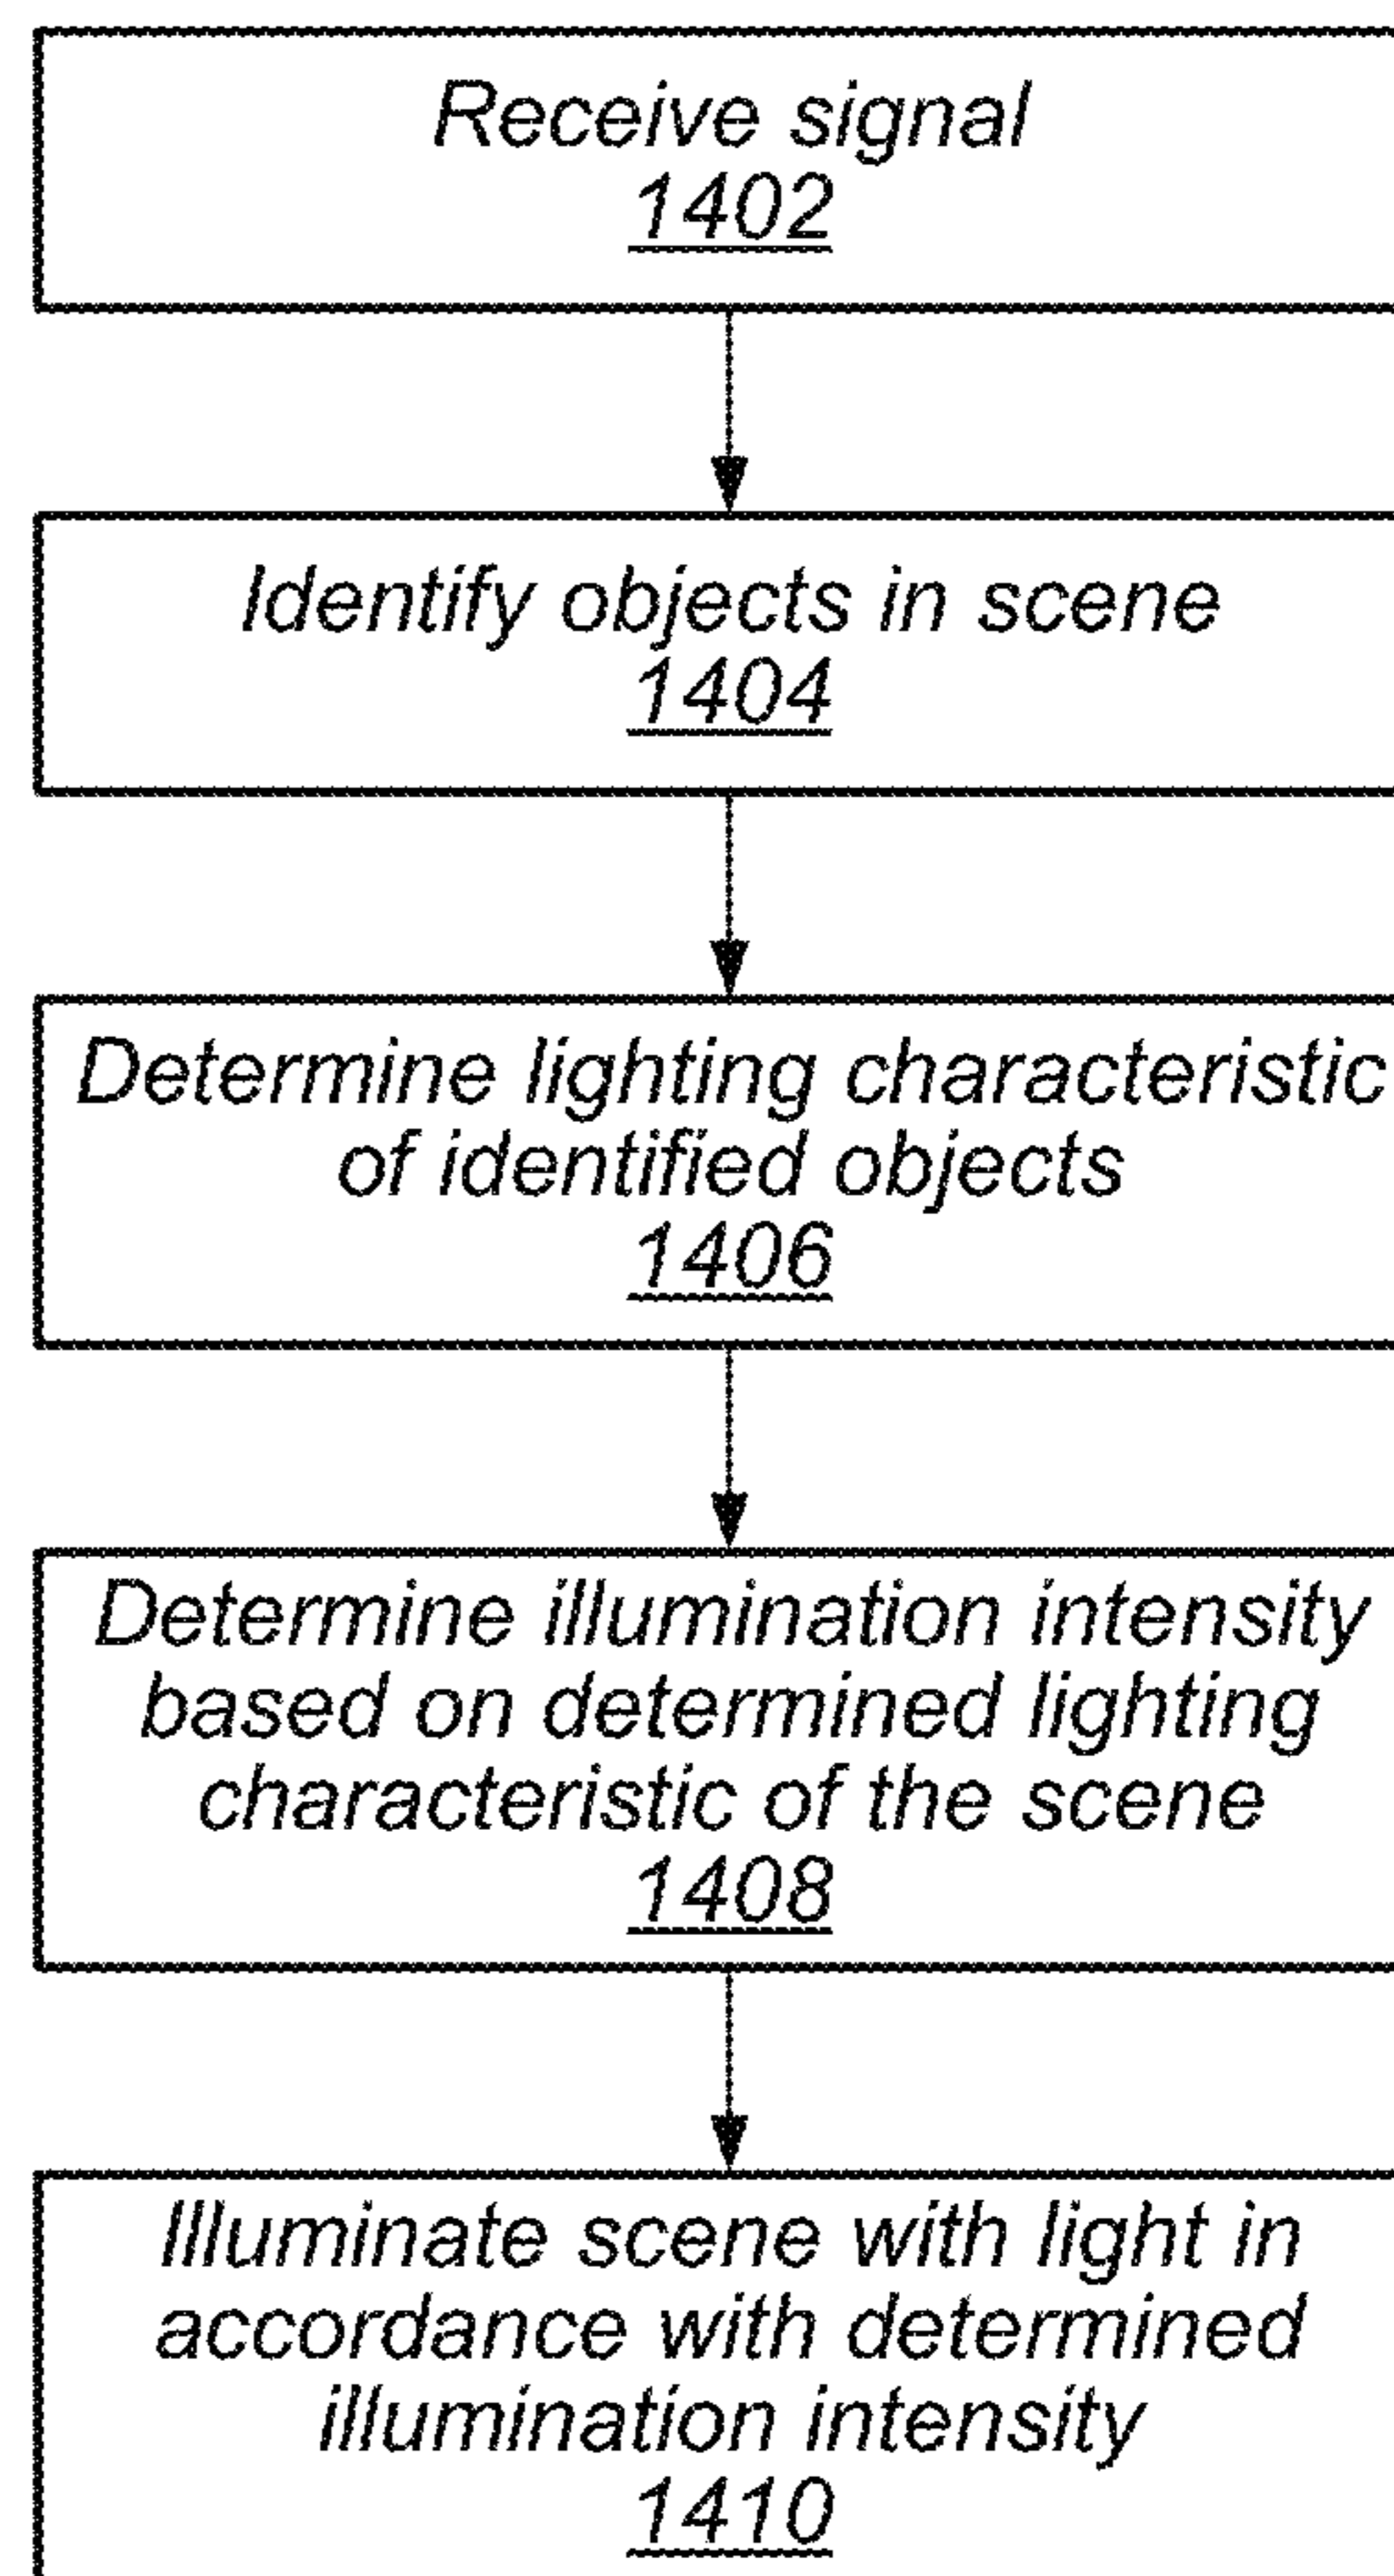 Receive signal
1402
Identify objects in scene
1404
Determine lighting characteristic
of identified objects
1406
Determine illumination intensity
based on determined lighting
characteristic of the scene
1408
Illuminate scene with light in
accordance with determined
illumination intensity
1410